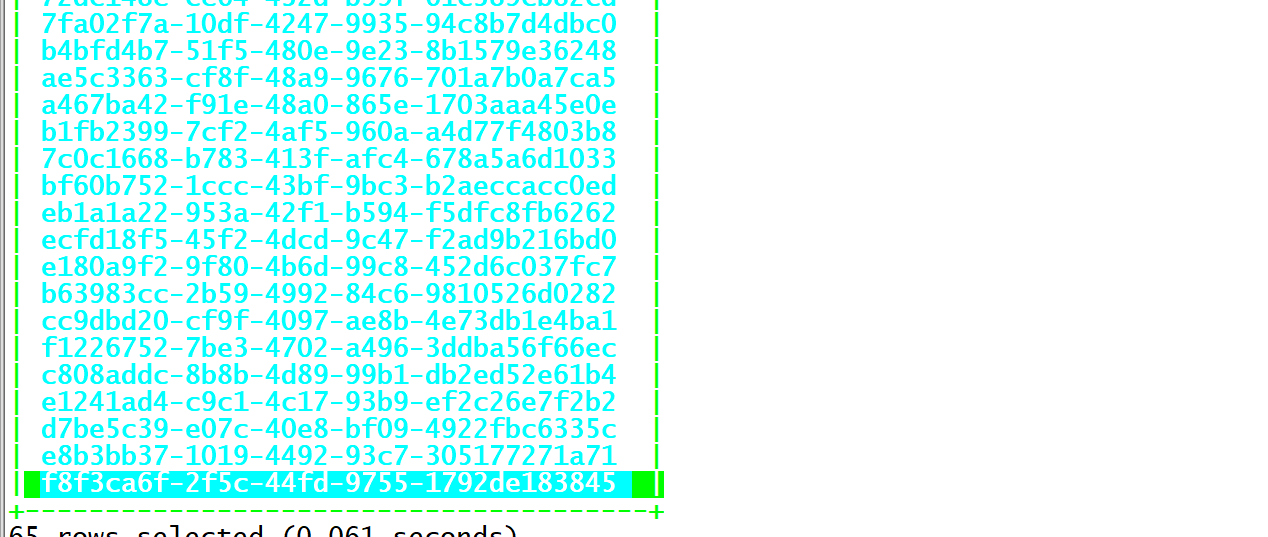 7fa02f7a-10df-4247-9935-94c8b7d4dbc0
b4bfd4b7-51f5-480e-9e23-8b1579e36248
ae5c3363-cf8f-48a9-9676-701a7b0a7ca5
a467ba42-f91e-48a0-865e-1703aaa45e0e
b1fb2399-7cf2-4af5-960a-a4d77f4803b8
7c0c1668-b783-413f-afc4-678a5a6d1033
bf60b752-1ccc-43bf-9bc3-b2aeccacc0ed
eb1a1a22-953a-42f1-b594-f5dfc8fb6262
ecfd18f5-45f2-4dcd-9c47-f2ad9b216bd0
e180a9f2-9f80-4b6d-99c8-452d6c037fc7
b63983cc-2b59-4992-84c6-9810526d0282
cc9dbd20-cf9f-4097-ae8b-4e73db1e4ba1
f1226752-7be3-4702-a496-3ddba56f66ec
c808addc-8b8b-4d89-99b1-db2ed52e61b4
e1241ad4-c9c1-4c17-93b9-ef2c26e7f2b2
d7be5c39-e07c-40e8-bf09-4922fbc6335c
e8b3bb37-1019-4492-93c7-305177271a71
f8f3ca6f-2f5c-44fd-9755-1792de183845
65 rows selected (0.061 seconds)